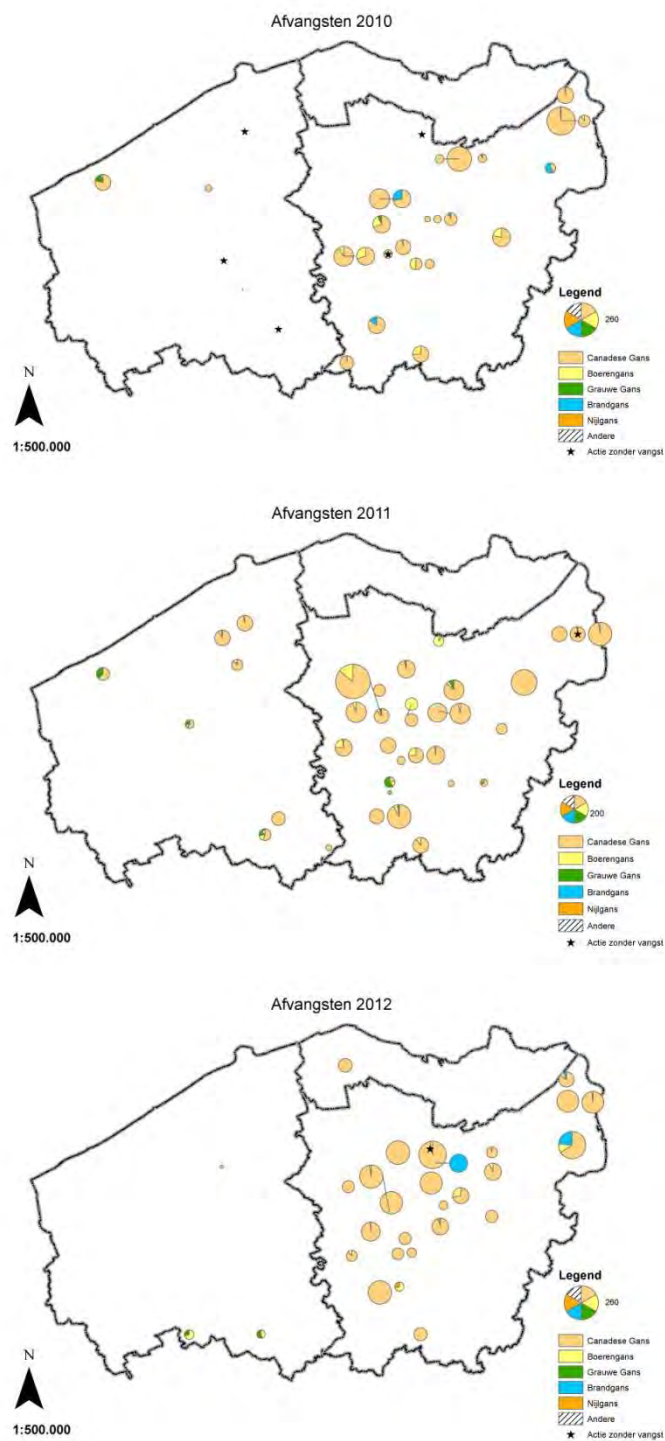 Afvangsten 2010
Legend
260
Canadese Gans
Boerengans
Grauwe Gans
Brandgans
Nijlgans
Andere
Actie zonder vangst
N
1:500.000
Afvangsten 2011
Legend
200
Canadese Gans
Boerengans
Grauwe Gans
Brandgans
Nijlgans
Andere
Actie zonder vangst
N
1:500.000
Afvangsten 2012
Legend
260
Canadese Gans
Boerengans
Grauwe Gans
Brandgans
Nijlgans
Andere
Actie zonder vangst
N
1:500.000